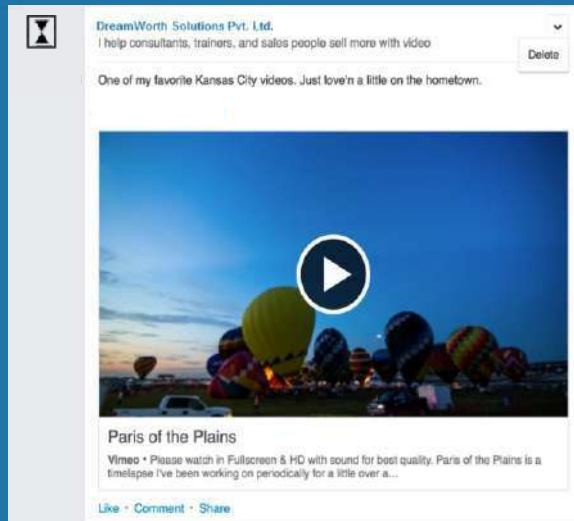 DreamWorth Solutions Pvt. Ltd.
I help consultants, trainers, and sales people sell more with video
Delete
One of my favorite Kansas City videos. Just love'n a little on the hometown.
Paris of the Plains
Vimeo • Please watch in Fullscreen & HD with sound for best quality. Paris of the Plains is a
timelapse I've been working on periodically for a little over a...
Like • Comment • Share